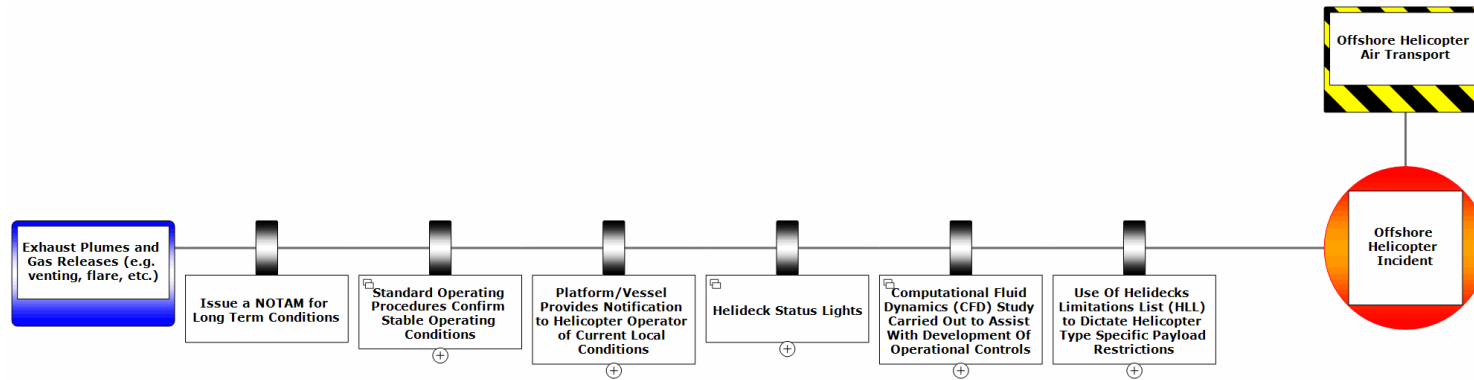 Offshore Helicopter
Air Transport
Exhaust Plumes and
Gas Releases (e.g.
venting, flare, etc.)
Issue a NOTAM for
Long Term Conditions
Standard Operating
Procedures Confirm
Stable Operating
Conditions
Platform/Vessel
Provides Notification
to Helicopter Operator
of Current Local
Conditions
Helideck Status Lights
Computational Fluid
Dynamics (CFD) Study
Carried Out to Assist
With Development Of
Operational Controls
Use Of Helidecks
Limitations List (HLL)
to Dictate Helicopter
Type Specific Payload
Restrictions
Offshore
Helicopter
Incident